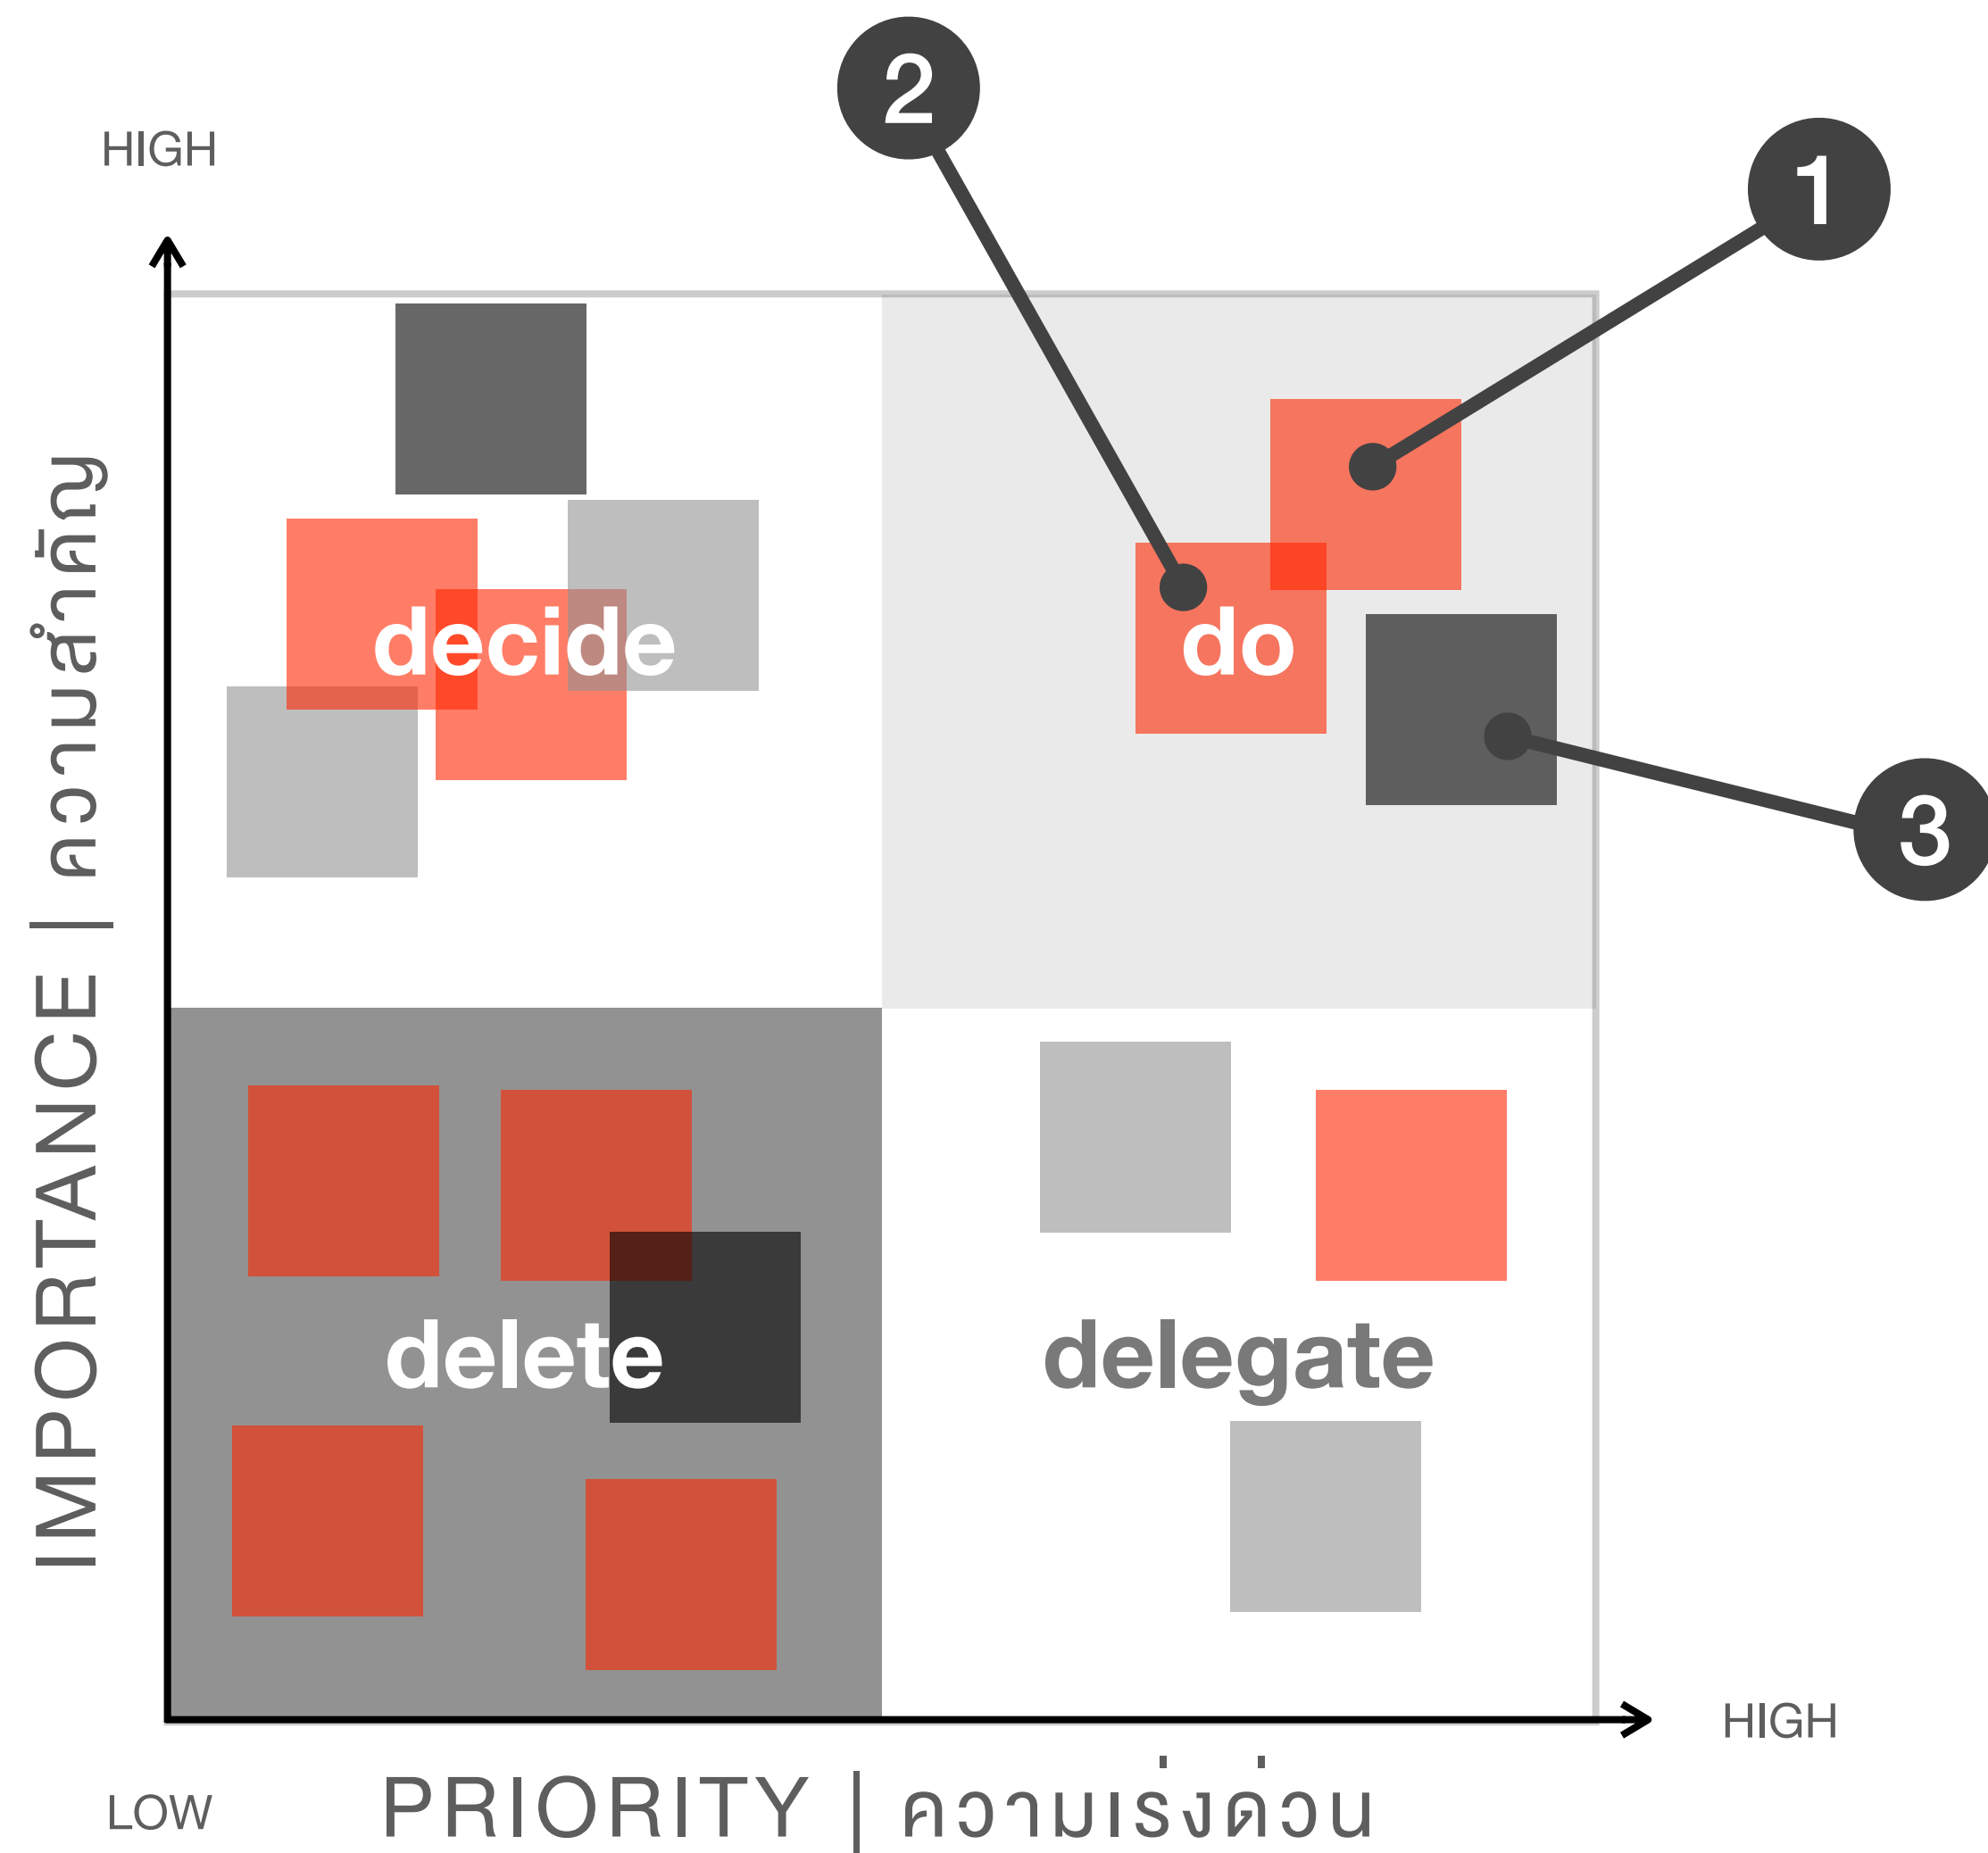 2
1
HIGH
decide
do
3
IMPORTANCE | ความสำคัญ
delete
delegate
HIGH
LOW
PRIORITY | ความเร่งด่วน